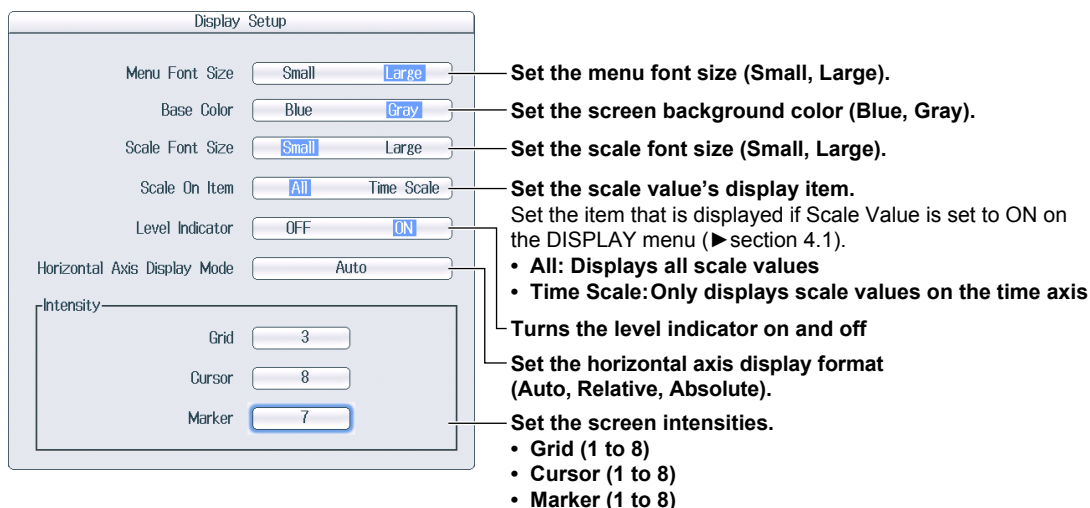 Display Setup
Menu Font Size Small Large
Set the menu font size (Small, Large).
Base Color Blue Gray
Set the screen background color (Blue, Gray).
Scale Font Size Small Large
Set the scale font size (Small, Large).
Scale On Item All Time Scale
Set the scale value's display item.
Set the item that is displayed if Scale Value is set to ON on
the DISPLAY menu (►section 4.1).
• All: Displays all scale values
• Time Scale: Only displays scale values on the time axis
Level Indicator OFF ON
Turns the level indicator on and off
Horizontal Axis Display Mode Auto
Set the horizontal axis display format
(Auto, Relative, Absolute).
Intensity
Grid 3
Cursor 8
Marker 7
Set the screen intensities.
• Grid (1 to 8)
• Cursor (1 to 8)
• Marker (1 to 8)